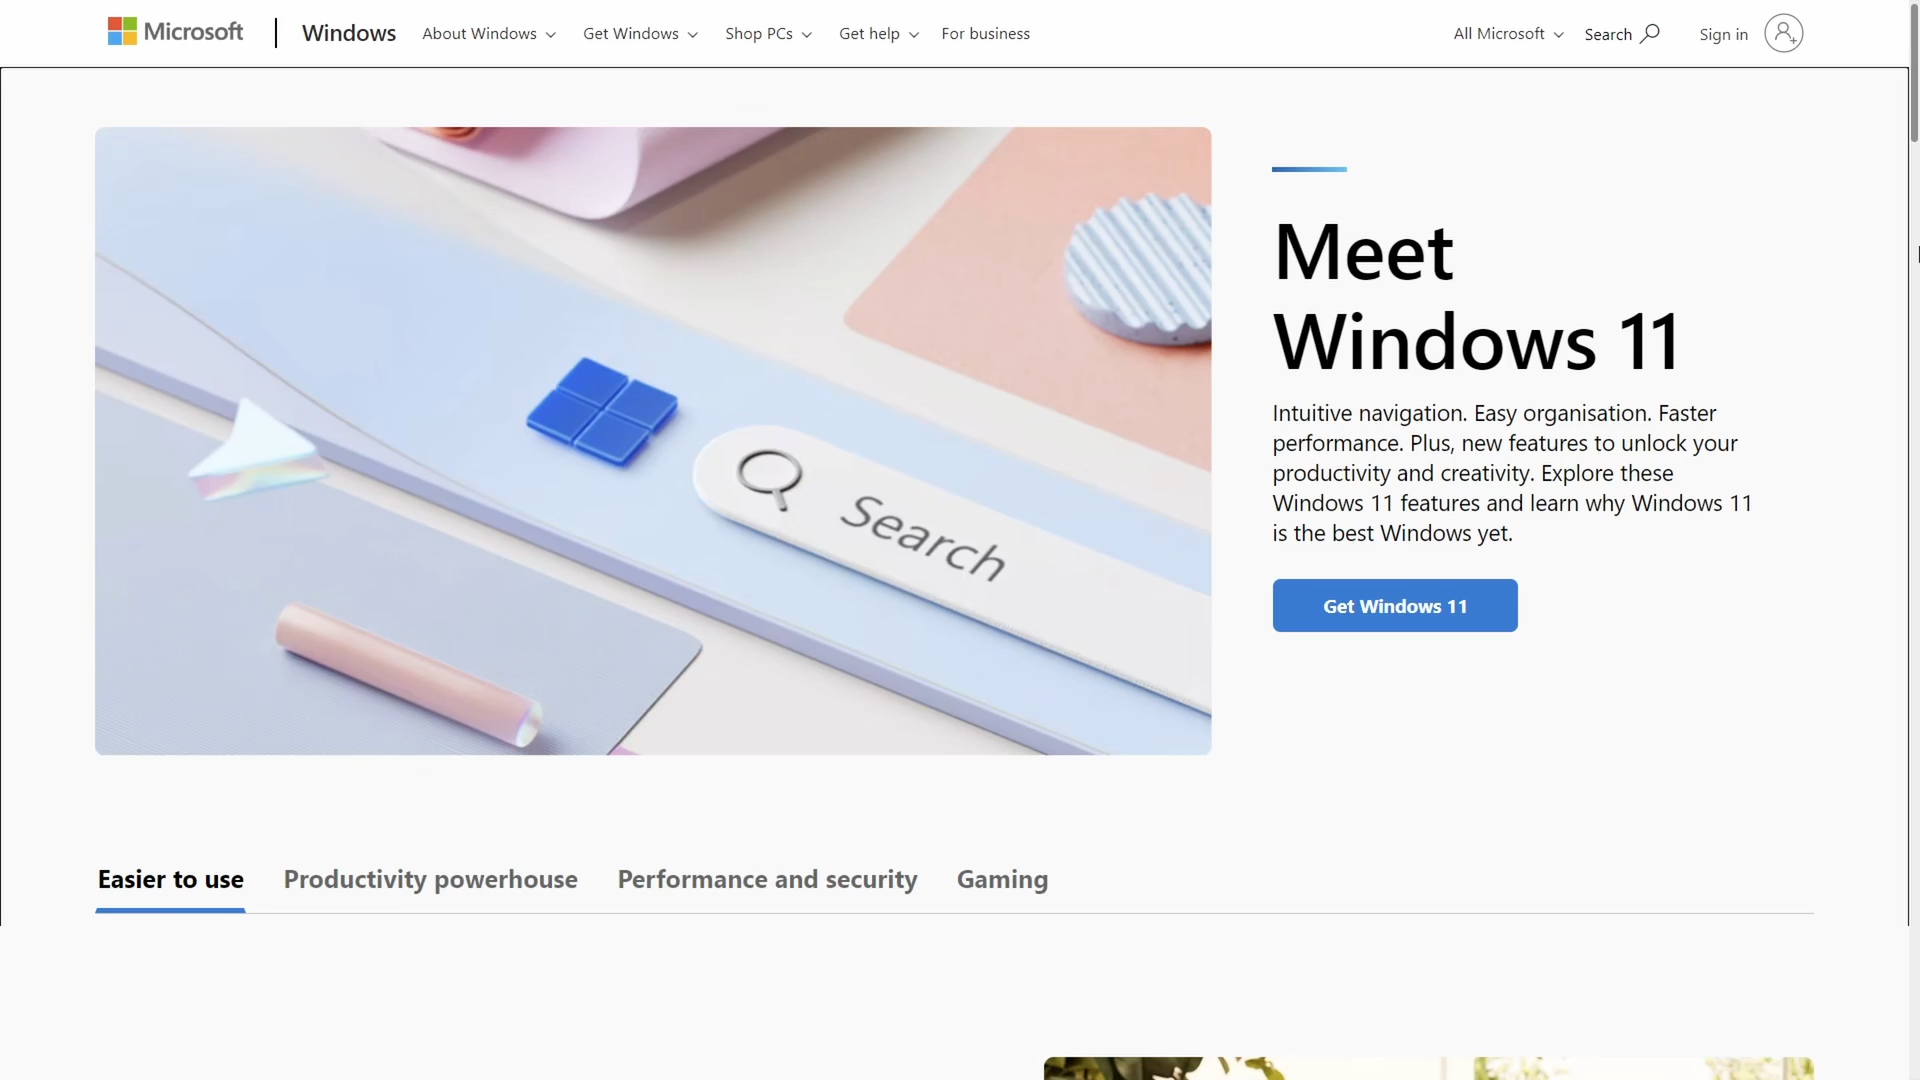 Microsoft
Windows
About Windows
Get Windows
Shop PCs
Get help
For business
All Microsoft
Search
Sign in
Search
Meet
Windows 11
Intuitive navigation. Easy organisation. Faster
performance. Plus, new features to unlock your
productivity and creativity. Explore these
Windows 11 features and learn why Windows 11
is the best Windows yet.
Get Windows 11
Easier to use
Productivity powerhouse
Performance and security
Gaming